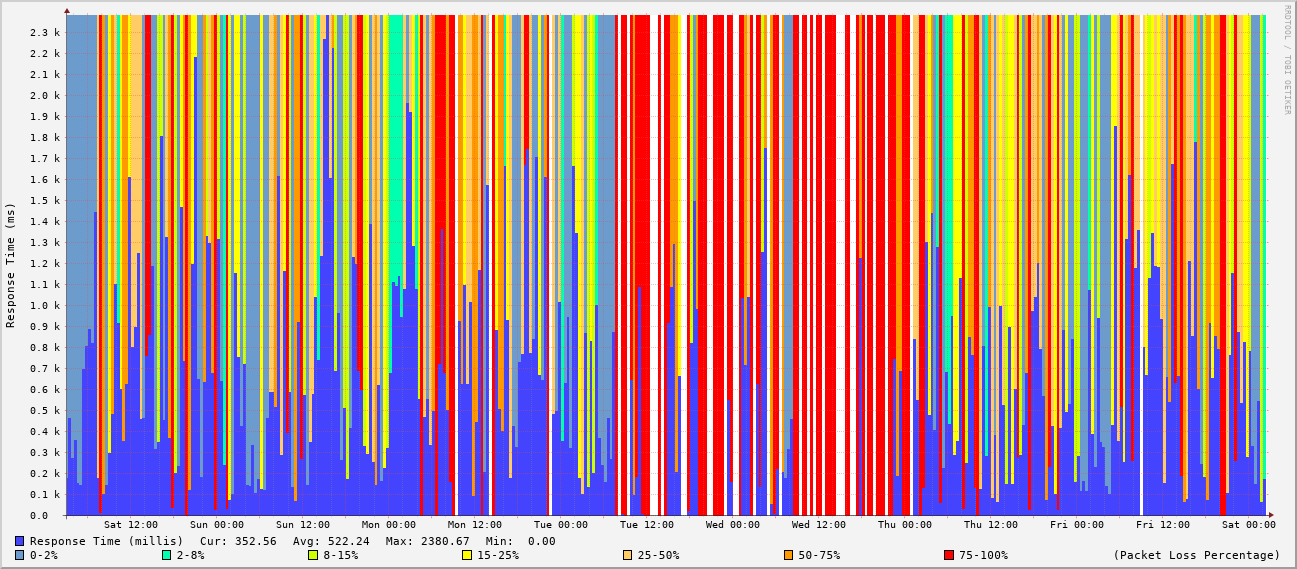 2.3 k
2.2 k
2.1 k
2.0 k
1.9 k
1.8 k
1.7 k
1.6 k
1.5 k
1.4 k
1.3 k
1.2 k
1.1 k
1.0 k
0.9 k
0.8 k
0.7 k
0.6 k
0.5 k
0.4 k
0.3 k
0.2 k
0.1 k
0.0
Response Time (ms)
RRDTOOL / TOBI OETIKER
Sat 12:00 Sun 00:00 Sun 12:00 Mon 00:00 Mon 12:00 Tue 00:00 Tue 12:00 Wed 00:00 Wed 12:00 Thu 00:00 Thu 12:00 Fri 00:00 Fri 12:00 Sat 00:00
Response Time (millis) Cur: 352.56 Avg: 522.24 Max: 2380.67 Min: 0.00
0-2% 2-8% 8-15% 15-25% 25-50% 50-75% 75-100% (Packet Loss Percentage)